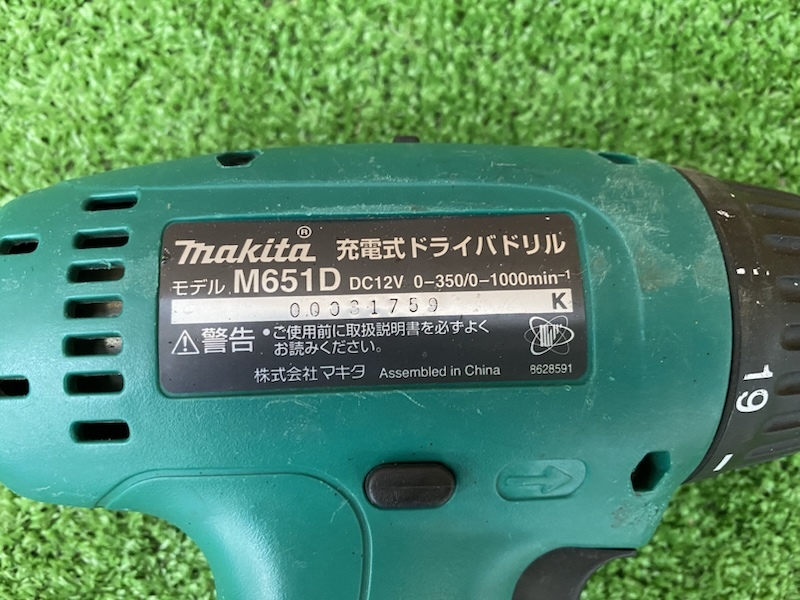 makita® 充電式ドライバドリル
モデル M651D DC12V 0-350/0-1000min-1
00031759 K
警告 •ご使用前に取扱説明書を必ずよく
お読みください。
株式会社マキタ Assembled in China 8628591
19